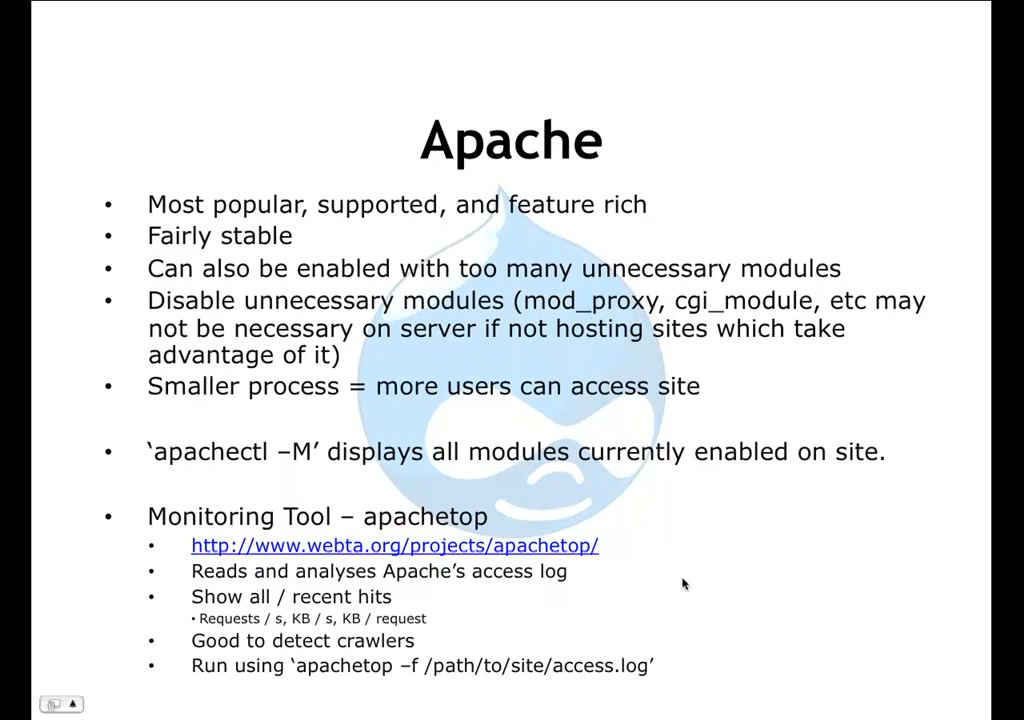 Apache
• Most popular, supported, and feature rich
• Fairly stable
• Can also be enabled with too many unnecessary modules
• Disable unnecessary modules (mod_proxy, cgi_module, etc may
not be necessary on server if not hosting sites which take
advantage of it)
• Smaller process = more users can access site
• ‘apachectl –M’ displays all modules currently enabled on site.
• Monitoring Tool – apachetop
• http://www.webta.org/projects/apachetop/
• Reads and analyses Apache’s access log
• Show all / recent hits
• Requests / s, KB / s, KB / request
• Good to detect crawlers
• Run using ‘apachetop –f /path/to/site/access.log’